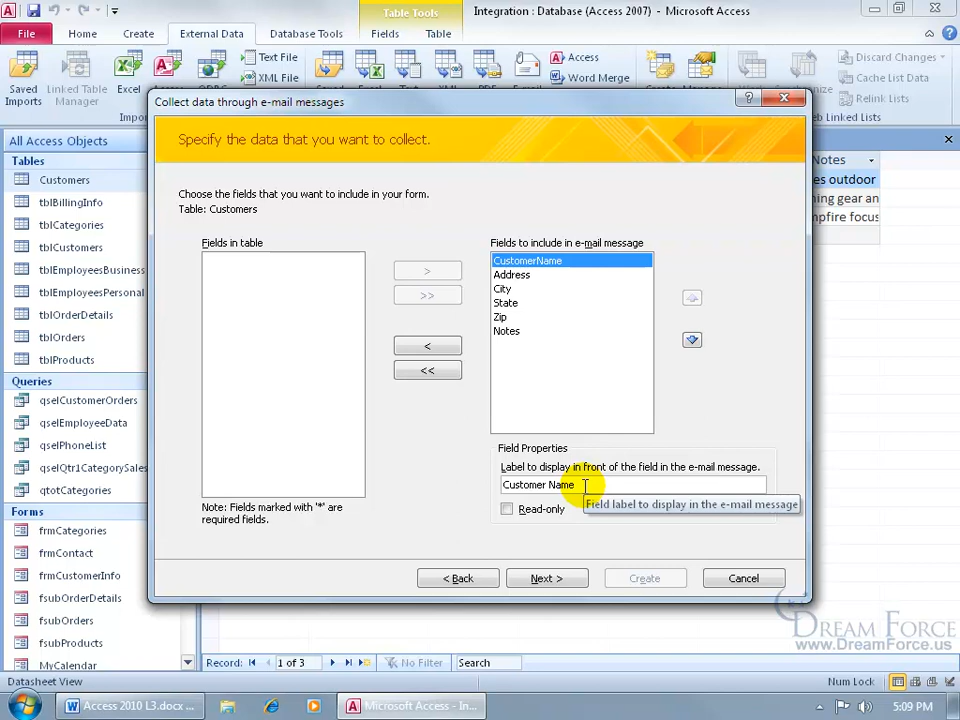 Table Tools
Integration : Database (Access 2007) - Microsoft Access
File Home Create External Data Database Tools Fields Table
Saved Imports
Linked Table Manager
Excel
Text File
XML File
Access
Word Merge
Discard Changes
Cache List Data
Relink Lists
Web Linked Lists
Collect data through e-mail messages
Specify the data that you want to collect.
Choose the fields that you want to include in your form.
Table: Customers
Fields in table
Fields to include in e-mail message
>
>>
<
<<
CustomerName
Address
City
State
Zip
Notes
Note: Fields marked with '*' are
required fields.
Field Properties
Label to display in front of the field in the e-mail message.
Customer Name
Read-only
Field label to display in the e-mail message
< Back
Next >
Create
Cancel
All Access Objects
Tables
Customers
tblBillingInfo
tblCategories
tblCustomers
tblEmployeesBusiness
tblEmployeesPersonal
tblOrderDetails
tblOrders
tblProducts
Queries
qselCustomerOrders
qselEmployeeData
qselPhoneList
qselQtr1CategorySales
Forms
frmCategories
frmContact
frmCustomerInfo
fsubOrderDetails
fsubOrders
fsubProducts
MyCalendar
Notes
outdoor
gear an
focus
Record: 1 of 3 No Filter Search
Datasheet View
Num Lock
DREAM FORCE
www.DreamForce.us
Access 2010 L3.docx ...
Microsoft Access - In...
5:09 PM